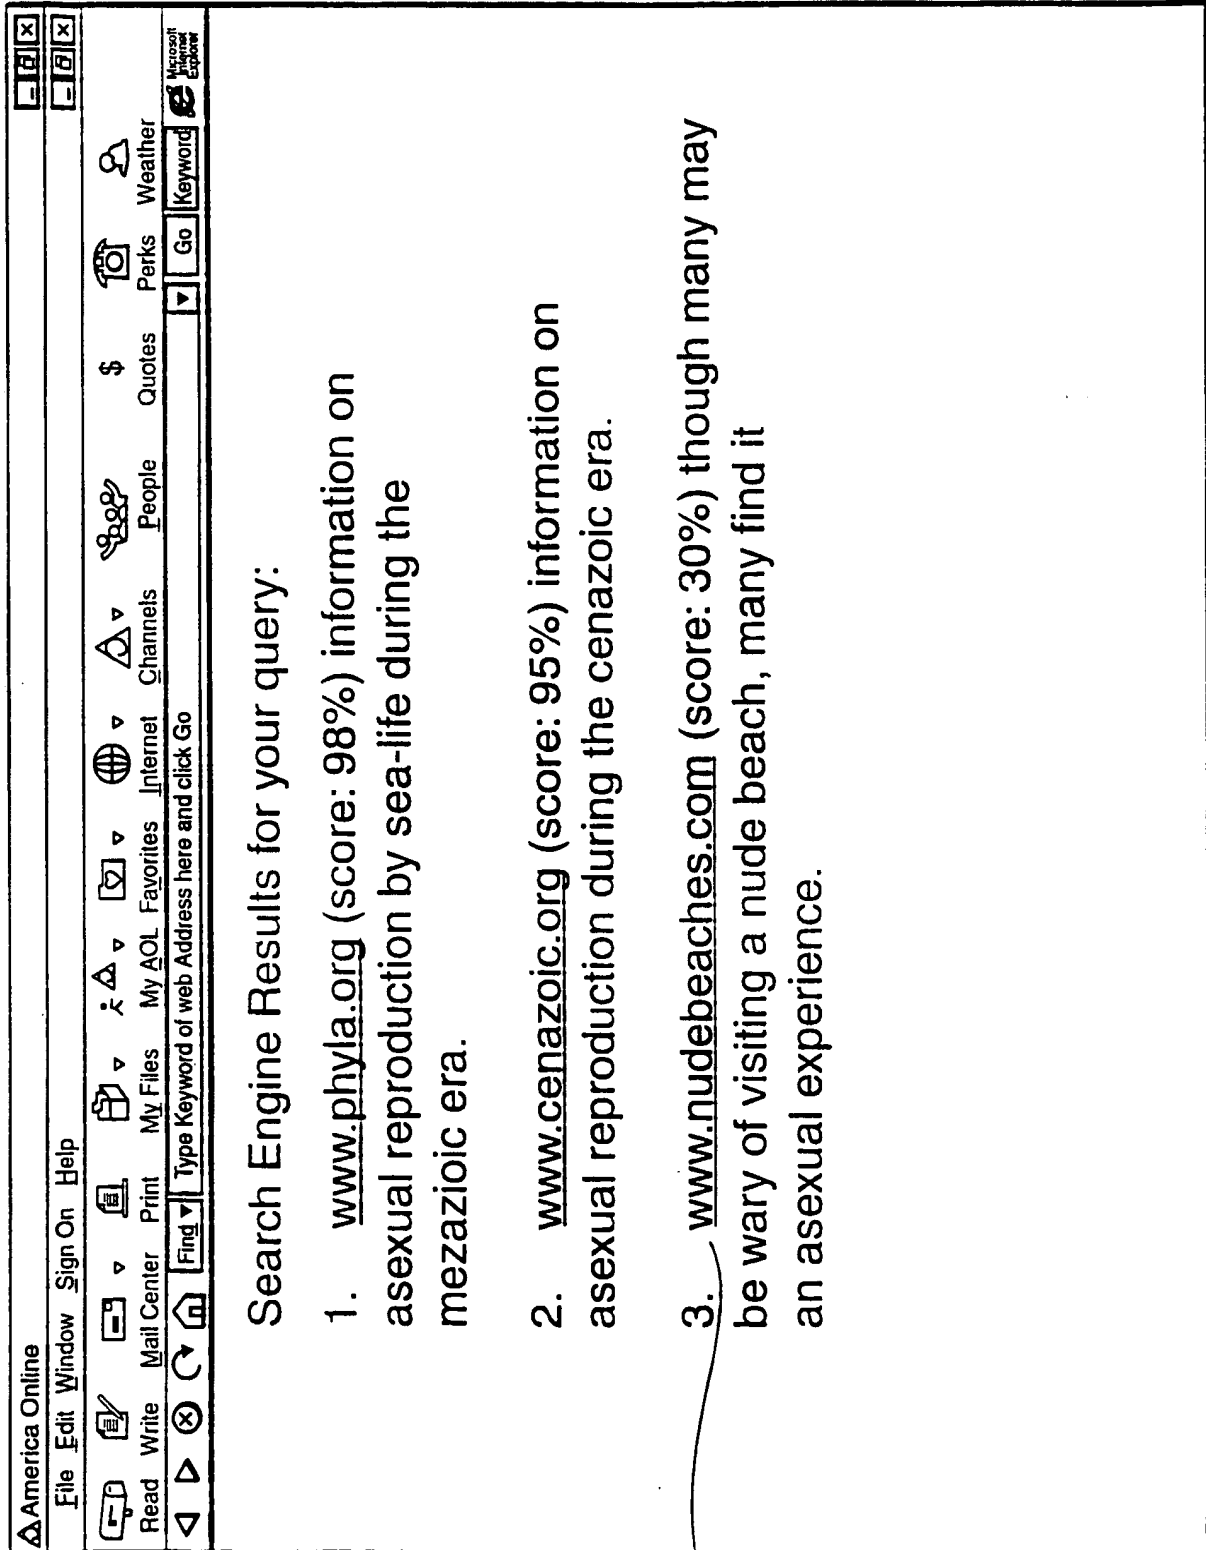 America Online
File Edit Window Sign On Help
Read Write Mail Center Print My Files My AOL Favorites Internet Channels People Quotes Perks Weather
Find Type Keyword of web Address here and click Go Go Keyword Microsoft Internet Explorer
Search Engine Results for your query:
1. www.phyla.org (score: 98%) information on
asexual reproduction by sea-life during the
mezazioic era.
2. www.cenazoic.org (score: 95%) information on
asexual reproduction during the cenazoic era.
3. www.nudebeaches.com (score: 30%) though many may
be wary of visiting a nude beach, many find it
an asexual experience.
$